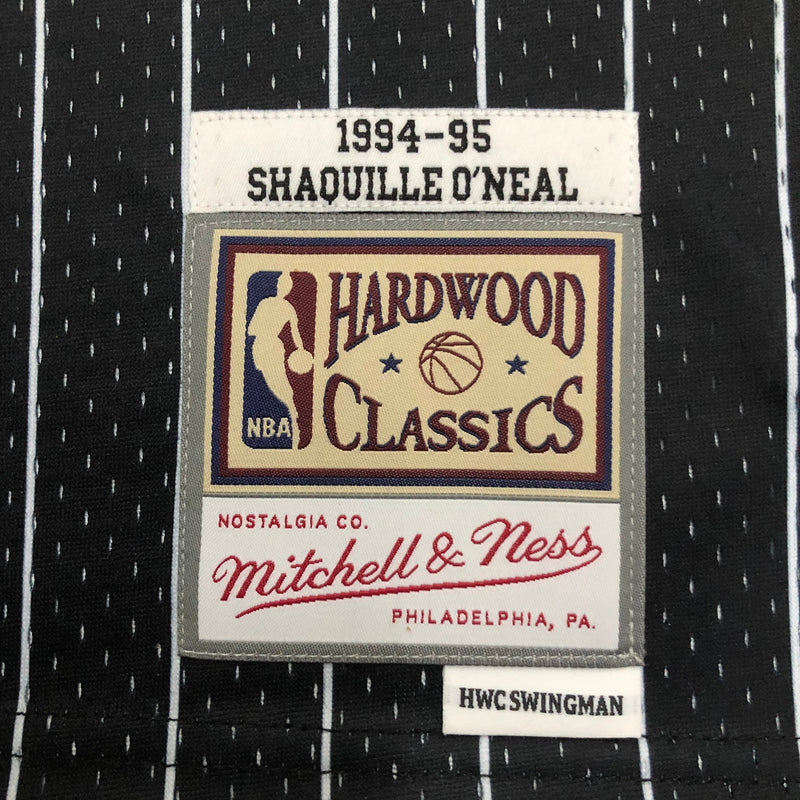 1994-95
SHAQUILLE O'NEAL
HARDWOOD
CLASSICS
NBA
NOSTALGIA CO.
Mitchell & Ness
PHILADELPHIA, PA.
HWC SWINGMAN